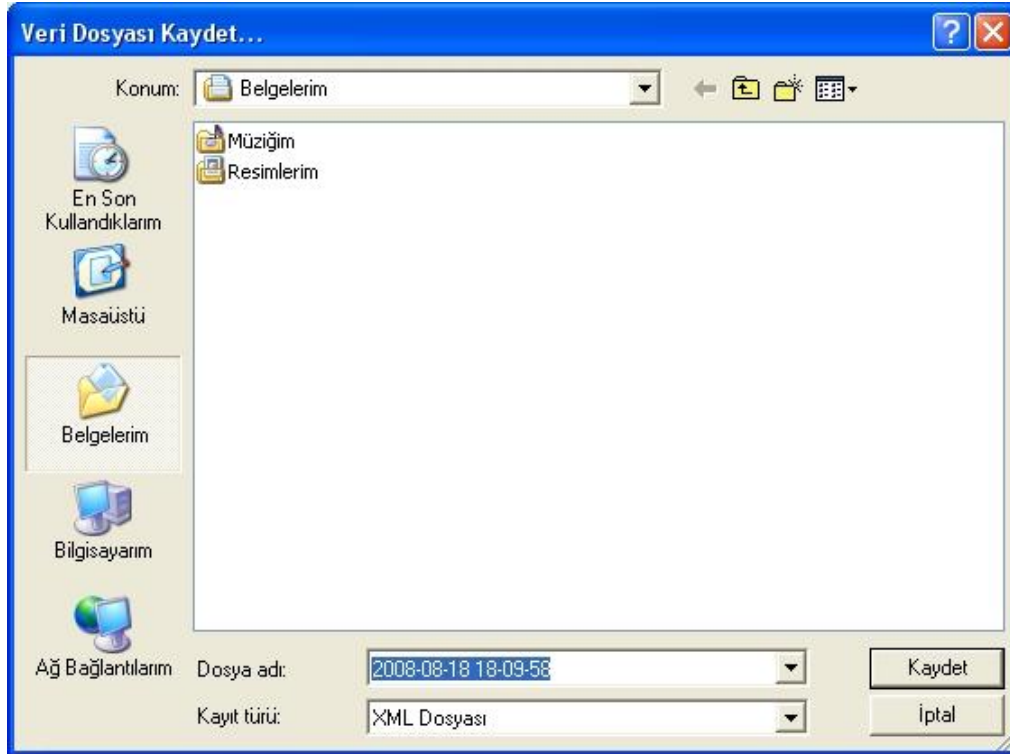 Veri Dosyası Kaydet...
Konum:
Belgelerim
Müziğim
Resimlerim
En Son
Kullandıklarım
Masaüstü
Belgelerim
Bilgisayarım
Ağ Bağlantılarım
Dosya adı:
2008-08-18 18-09-58
Kaydet
Kayıt türü:
XML Dosyası
İptal